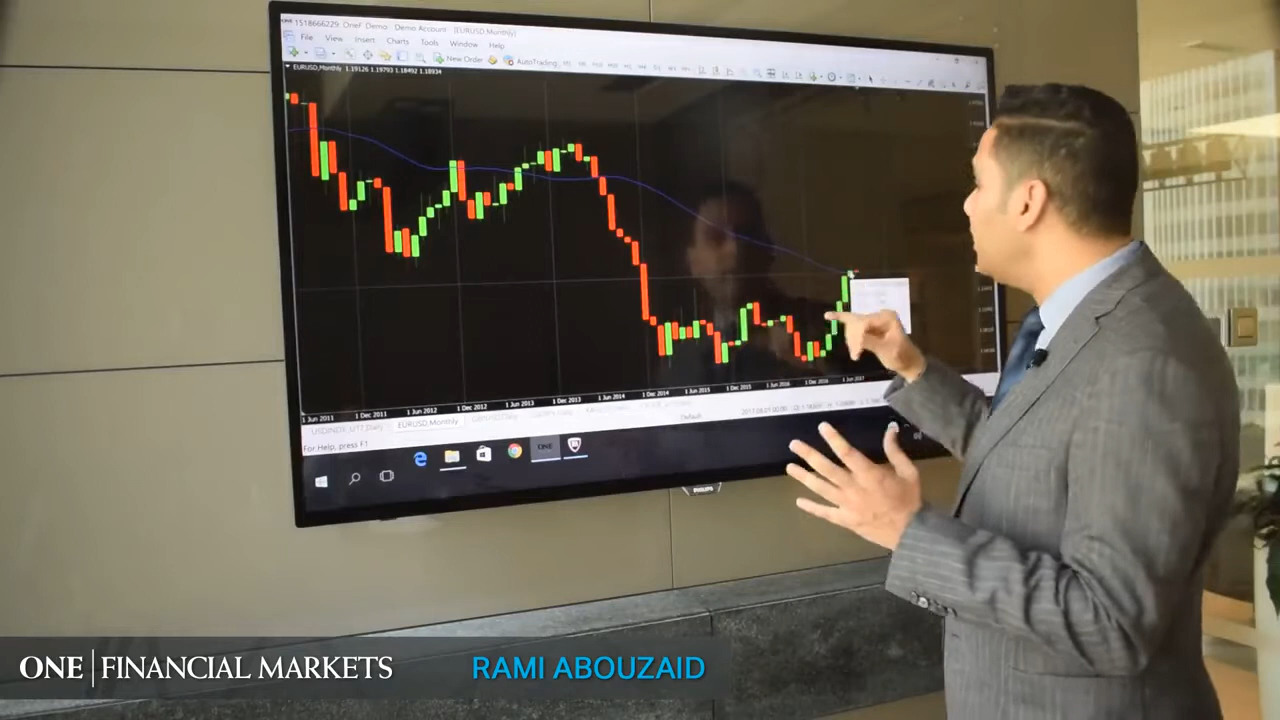 1518666229: OneF Demo - Demo Account - [EURUSD,Monthly]
File View Insert Charts Tools Window Help
New Order AutoTrading
EURUSD,Monthly 1.19126 1.19793 1.18492 1.18934
1 Jun 2011 1 Dec 2011 1 Jun 2012 1 Dec 2012 1 Jun 2013 1 Dec 2013 1 Jun 2014 1 Dec 2014 1 Jun 2015 1 Dec 2015 1 Jun 2016 1 Dec 2016 1 Jun 2017
EURUSD,Monthly
For Help, press F1 Default
ONE
PHILIPS
ONE | FINANCIAL MARKETS RAMI ABOUZAID